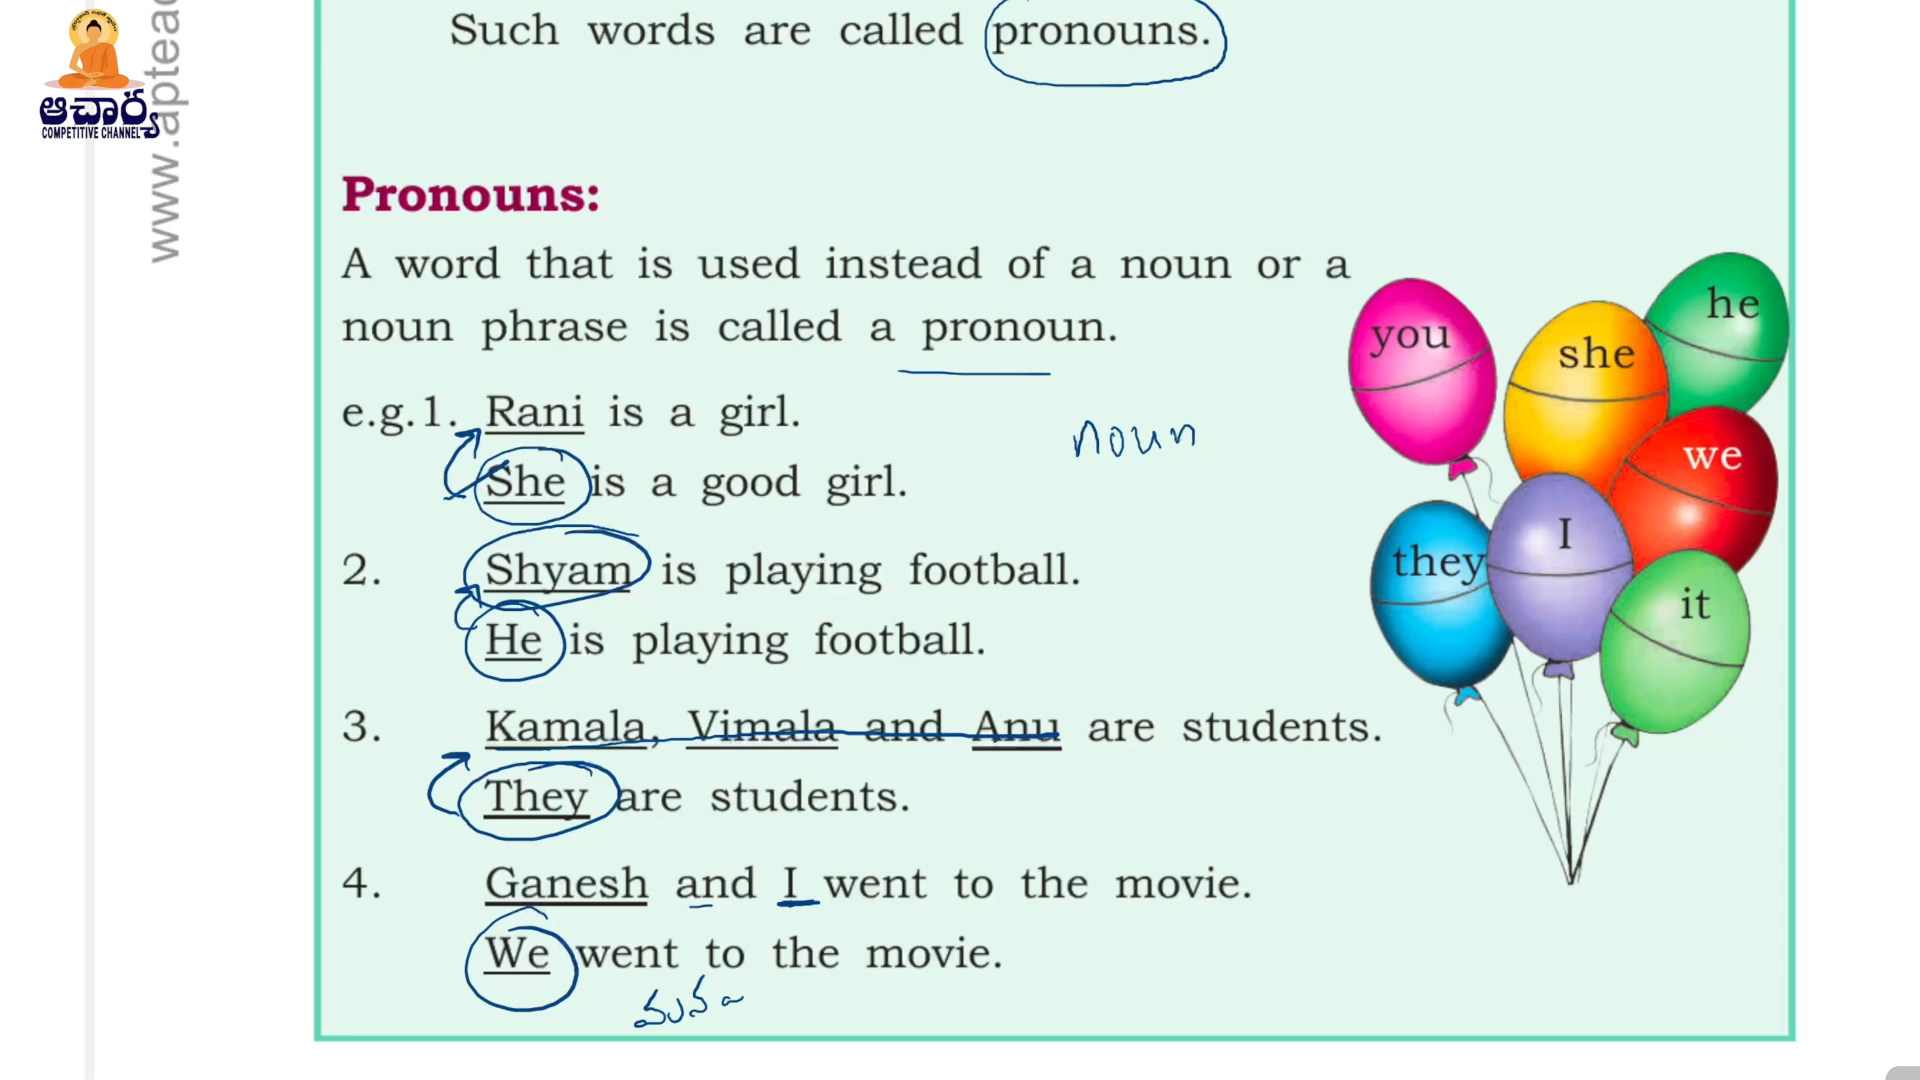 ఆచార్య
COMPETITIVE CHANNEL
www.aptea
Such words are called pronouns.
Pronouns:
A word that is used instead of a noun or a
noun phrase is called a pronoun.
e.g.1. Rani is a girl.
She is a good girl.
noun
2. Shyam is playing football.
He is playing football.
3. Kamala, Vimala and Anu are students.
They are students.
4. Ganesh and I went to the movie.
We went to the movie.
you
she
he
we
they
I
it